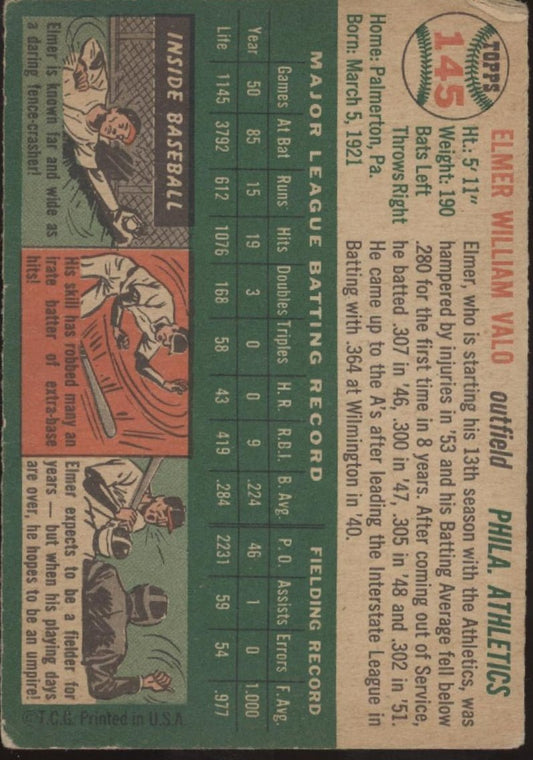 TOPPS
145
ELMER WILLIAM VALO outfield PHILA. ATHLETICS
Ht.: 5' 11"
Weight: 190
Bats Left
Throws Right
Home: Palmerton, Pa.
Born: March 5, 1921
Elmer, who is starting his 13th season with the Athletics, was
hampered by injuries in '53 and his Batting Average fell below
.280 for the first time in 8 years. After coming out of Service,
he batted .307 in '46, .300 in '47, .305 in '48 and .302 in '51.
He came up to the A's after leading the Interstate League in
Batting with .364 at Wilmington in '40.
MAJOR LEAGUE BATTING RECORD FIELDING RECORD
Games At Bat Runs Hits Doubles Triples H. R. R.B.I. B. Avg. P. O. Assists Errors F. Avg.
Year 50 85 15 19 3 0 0 9 .224 46 1 0 1.000
Life 1145 3792 612 1076 168 58 43 419 .284 2231 59 54 .977
INSIDE BASEBALL
Elmer is known far and wide as
a daring fence-crasher!
His skill has robbed many an
irate batter of extra-base
hits!
Elmer expects to be a fielder for
years — but when his playing days
are over, he hopes to be an umpire!
©T.C.G. Printed in U.S.A.